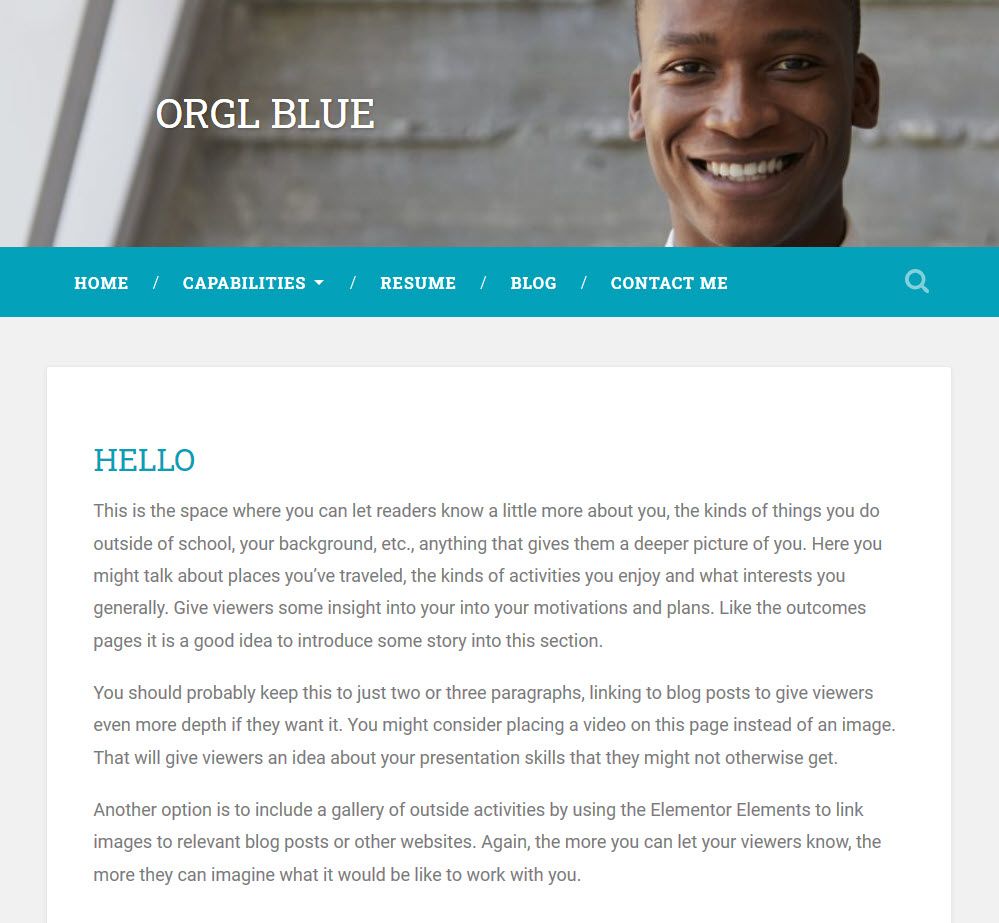 ORGL BLUE
HOME / CAPABILITIES / RESUME / BLOG / CONTACT ME
HELLO
This is the space where you can let readers know a little more about you, the kinds of things you do
outside of school, your background, etc., anything that gives them a deeper picture of you. Here you
might talk about places you’ve traveled, the kinds of activities you enjoy and what interests you
generally. Give viewers some insight into your into your motivations and plans. Like the outcomes
pages it is a good idea to introduce some story into this section.
You should probably keep this to just two or three paragraphs, linking to blog posts to give viewers
even more depth if they want it. You might consider placing a video on this page instead of an image.
That will give viewers an idea about your presentation skills that they might not otherwise get.
Another option is to include a gallery of outside activities by using the Elementor Elements to link
images to relevant blog posts or other websites. Again, the more you can let your viewers know, the
more they can imagine what it would be like to work with you.